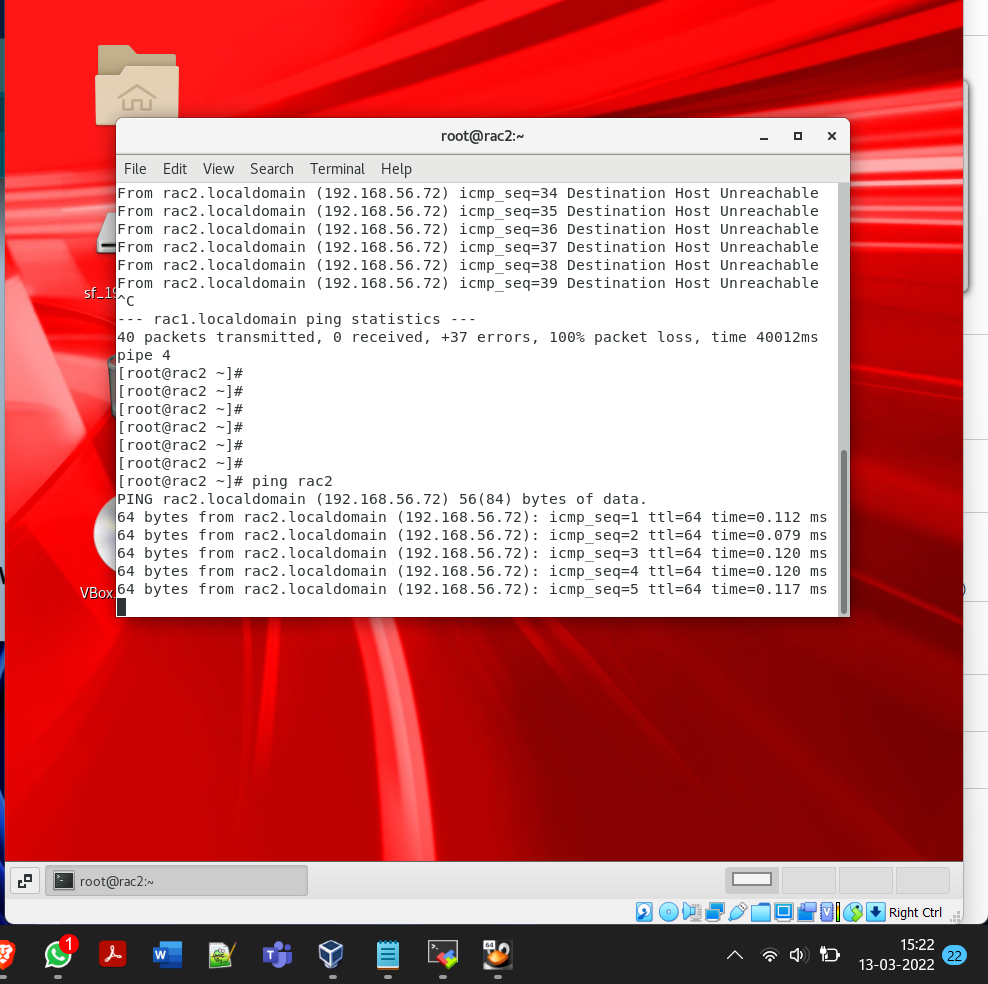 root@rac2:~
File Edit View Search Terminal Help
From rac2.localdomain (192.168.56.72) icmp_seq=34 Destination Host Unreachable
From rac2.localdomain (192.168.56.72) icmp_seq=35 Destination Host Unreachable
From rac2.localdomain (192.168.56.72) icmp_seq=36 Destination Host Unreachable
From rac2.localdomain (192.168.56.72) icmp_seq=37 Destination Host Unreachable
From rac2.localdomain (192.168.56.72) icmp_seq=38 Destination Host Unreachable
From rac2.localdomain (192.168.56.72) icmp_seq=39 Destination Host Unreachable
^C
--- rac1.localdomain ping statistics ---
40 packets transmitted, 0 received, +37 errors, 100% packet loss, time 40012ms
pipe 4
[root@rac2 ~]#
[root@rac2 ~]#
[root@rac2 ~]#
[root@rac2 ~]#
[root@rac2 ~]#
[root@rac2 ~]#
[root@rac2 ~]# ping rac2
PING rac2.localdomain (192.168.56.72) 56(84) bytes of data.
64 bytes from rac2.localdomain (192.168.56.72): icmp_seq=1 ttl=64 time=0.112 ms
64 bytes from rac2.localdomain (192.168.56.72): icmp_seq=2 ttl=64 time=0.079 ms
64 bytes from rac2.localdomain (192.168.56.72): icmp_seq=3 ttl=64 time=0.120 ms
64 bytes from rac2.localdomain (192.168.56.72): icmp_seq=4 ttl=64 time=0.120 ms
64 bytes from rac2.localdomain (192.168.56.72): icmp_seq=5 ttl=64 time=0.117 ms
sf_19
VBox
root@rac2:~
Right Ctrl
1
W
T
64
15:22
13-03-2022
22